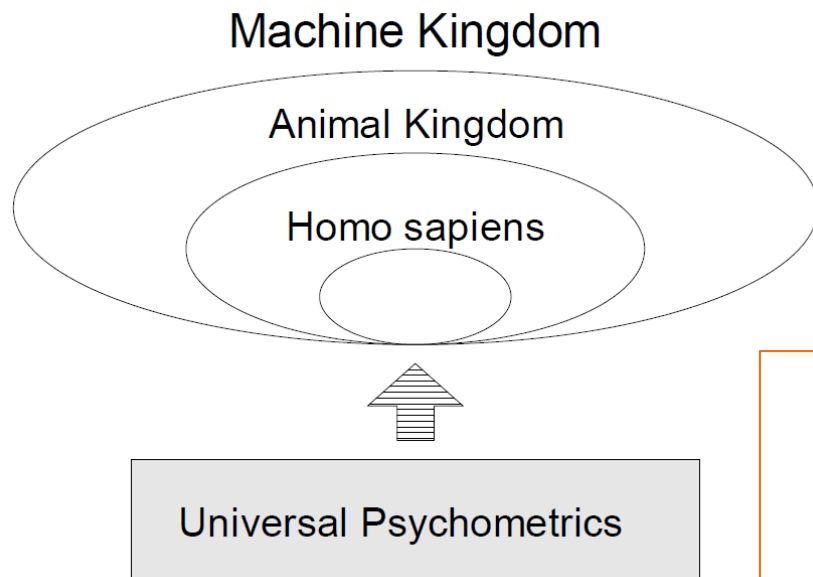 Machine Kingdom
Animal Kingdom
Homo sapiens
Universal Psychometrics